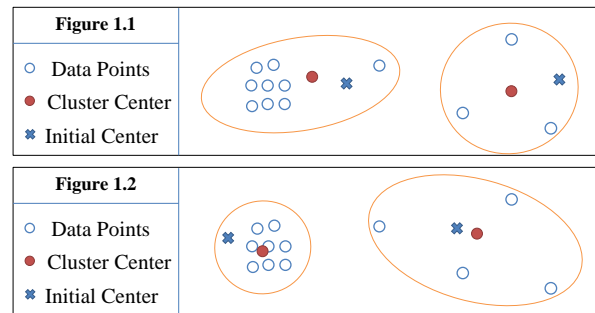 Figure 1.1
Data Points
Cluster Center
Initial Center
Figure 1.2
Data Points
Cluster Center
Initial Center